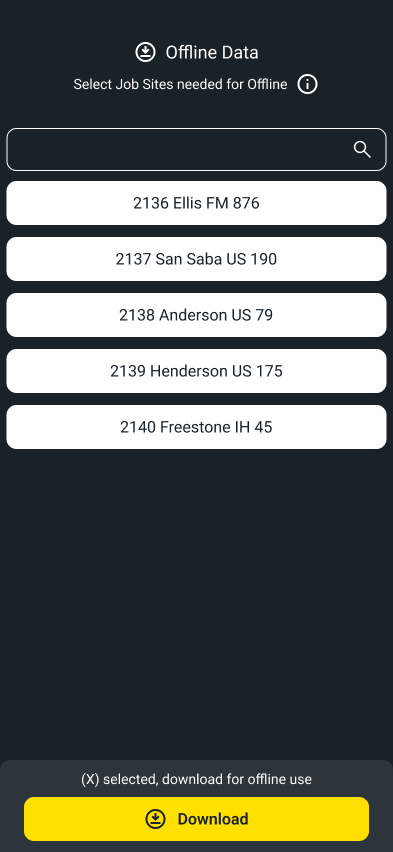 Offline Data
Select Job Sites needed for Offline
2136 Ellis FM 876
2137 San Saba US 190
2138 Anderson US 79
2139 Henderson US 175
2140 Freestone IH 45
(X) selected, download for offline use
Download